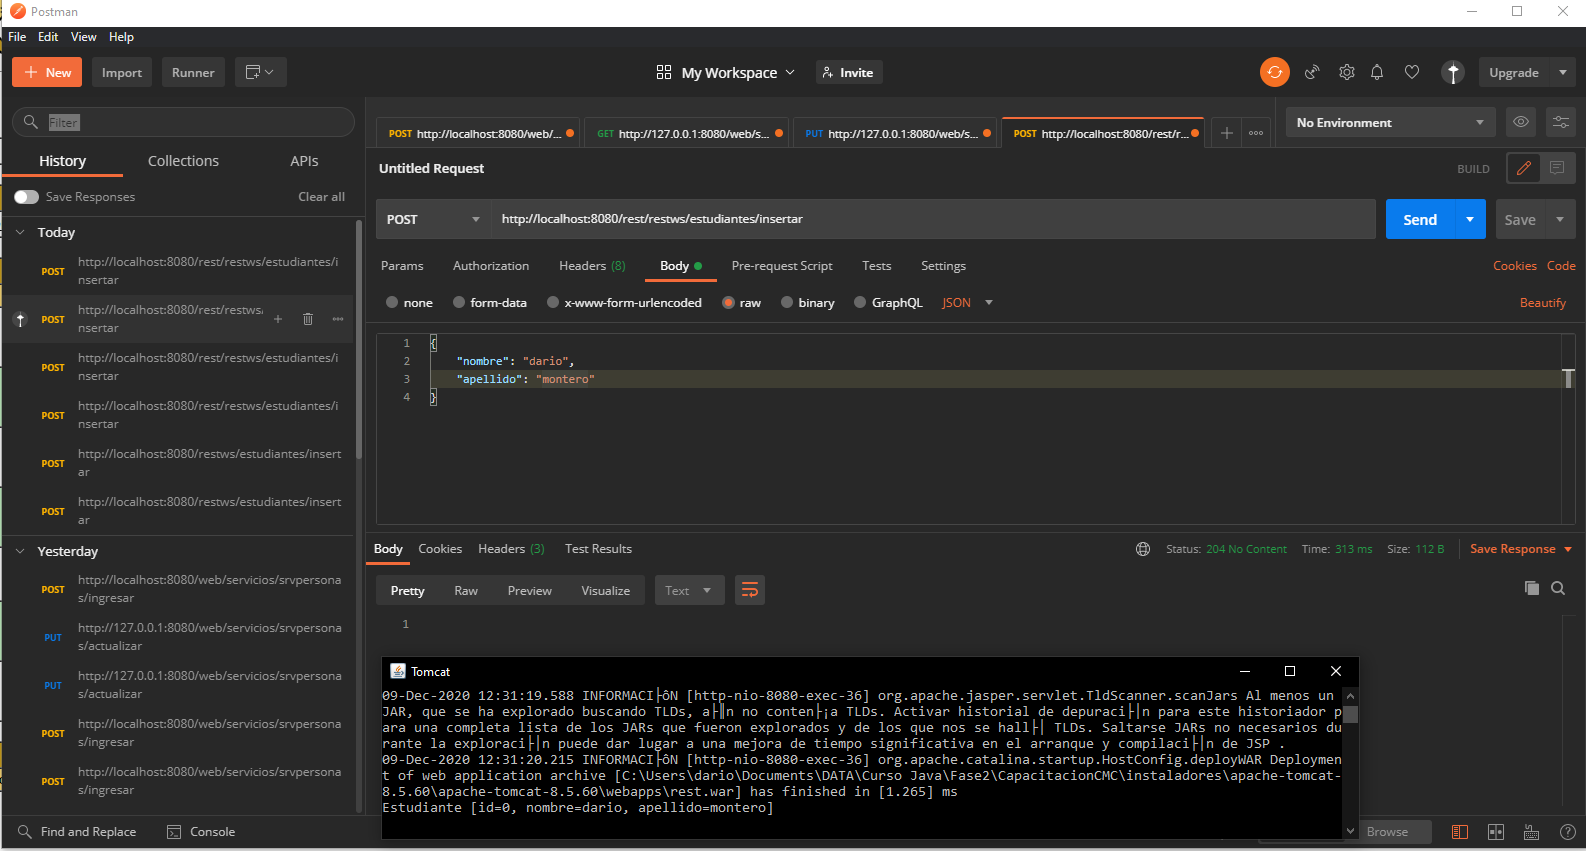 Postman
File Edit View Help
New Import Runner My Workspace Invite Upgrade
Filter
History Collections APIs
Save Responses Clear all
Today
POST http://localhost:8080/rest/restws/estudiantes/i
nsertar
POST http://localhost:8080/rest/restws/
nsertar
POST http://localhost:8080/rest/restws/estudiantes/i
nsertar
POST http://localhost:8080/rest/restws/estudiantes/i
nsertar
POST http://localhost:8080/restws/estudiantes/insert
ar
POST http://localhost:8080/restws/estudiantes/insert
ar
Yesterday
POST http://localhost:8080/web/servicios/srvpersona
s/ingresar
PUT http://127.0.0.1:8080/web/servicios/srvpersona
s/actualizar
PUT http://127.0.0.1:8080/web/servicios/srvpersona
s/actualizar
POST http://localhost:8080/web/servicios/srvpersona
s/ingresar
POST http://localhost:8080/web/servicios/srvpersona
s/ingresar
POST http://localhost:8080/web/... GET http://127.0.0.1:8080/web/s... PUT http://127.0.0.1:8080/web/s... POST http://localhost:8080/rest/r... No Environment
Untitled Request BUILD
POST http://localhost:8080/rest/restws/estudiantes/insertar Send Save
Params Authorization Headers (8) Body Pre-request Script Tests Settings Cookies Code
none form-data x-www-form-urlencoded raw binary GraphQL JSON Beautify
1 {
2 "nombre": "dario",
3 "apellido": "montero"
4 }
Body Cookies Headers (3) Test Results Status: 204 No Content Time: 313 ms Size: 112 B Save Response
Pretty Raw Preview Visualize Text
1
Tomcat
09-Dec-2020 12:31:19.588 INFORMACI├ôN [http-nio-8080-exec-36] org.apache.jasper.servlet.TldScanner.scanJars Al menos un
JAR, que se ha explorado buscando TLDs, a├║n no conten├¡a TLDs. Activar historial de depuraci├│n para este historiador p
ara una completa lista de los JARs que fueron explorados y de los que nos se hall├│ TLDs. Saltarse JARs no necesarios du
rante la exploraci├│n puede dar lugar a una mejora de tiempo significativa en el arranque y compilaci├│n de JSP .
09-Dec-2020 12:31:20.215 INFORMACI├ôN [http-nio-8080-exec-36] org.apache.catalina.startup.HostConfig.deployWAR Deploymen
t of web application archive [C:\Users\dario\Documents\DATA\Curso Java\Fase2\CapacitacionCMC\instaladores\apache-tomcat-
8.5.60\apache-tomcat-8.5.60\webapps\rest.war] has finished in [1.265] ms
Estudiante [id=0, nombre=dario, apellido=montero]
Find and Replace Console Browse